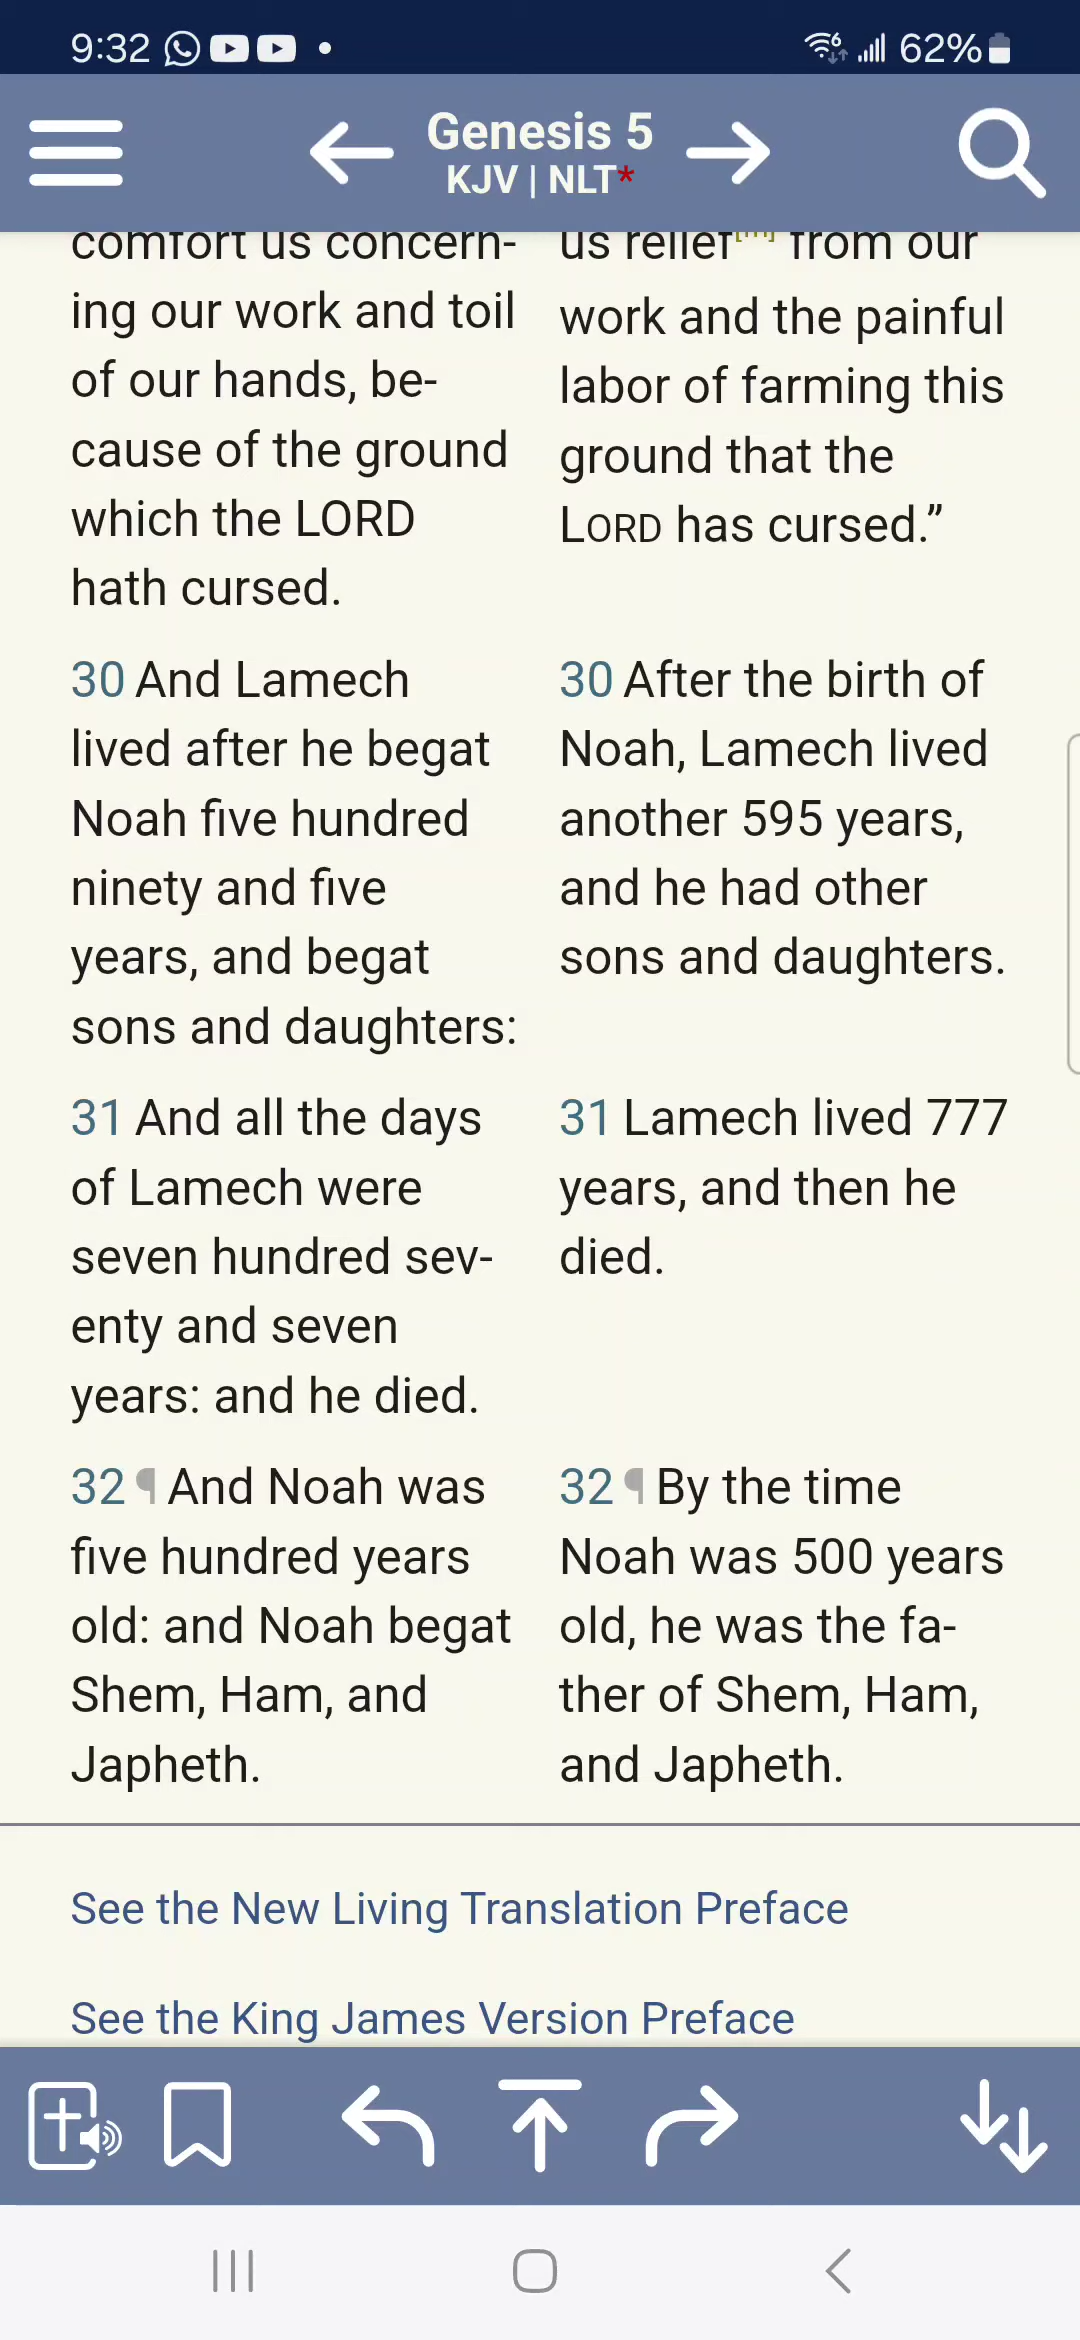 9:32
62%
Genesis 5
KJV | NLT*
comfort us concern-
ing our work and toil
of our hands, be-
cause of the ground
which the LORD
hath cursed.
us relief from our
work and the painful
labor of farming this
ground that the
LORD has cursed.”
30 And Lamech
lived after he begat
Noah five hundred
ninety and five
years, and begat
sons and daughters:
30 After the birth of
Noah, Lamech lived
another 595 years,
and he had other
sons and daughters.
31 And all the days
of Lamech were
seven hundred sev-
enty and seven
years: and he died.
31 Lamech lived 777
years, and then he
died.
32 ¶ And Noah was
five hundred years
old: and Noah begat
Shem, Ham, and
Japheth.
32 ¶ By the time
Noah was 500 years
old, he was the fa-
ther of Shem, Ham,
and Japheth.
See the New Living Translation Preface
See the King James Version Preface